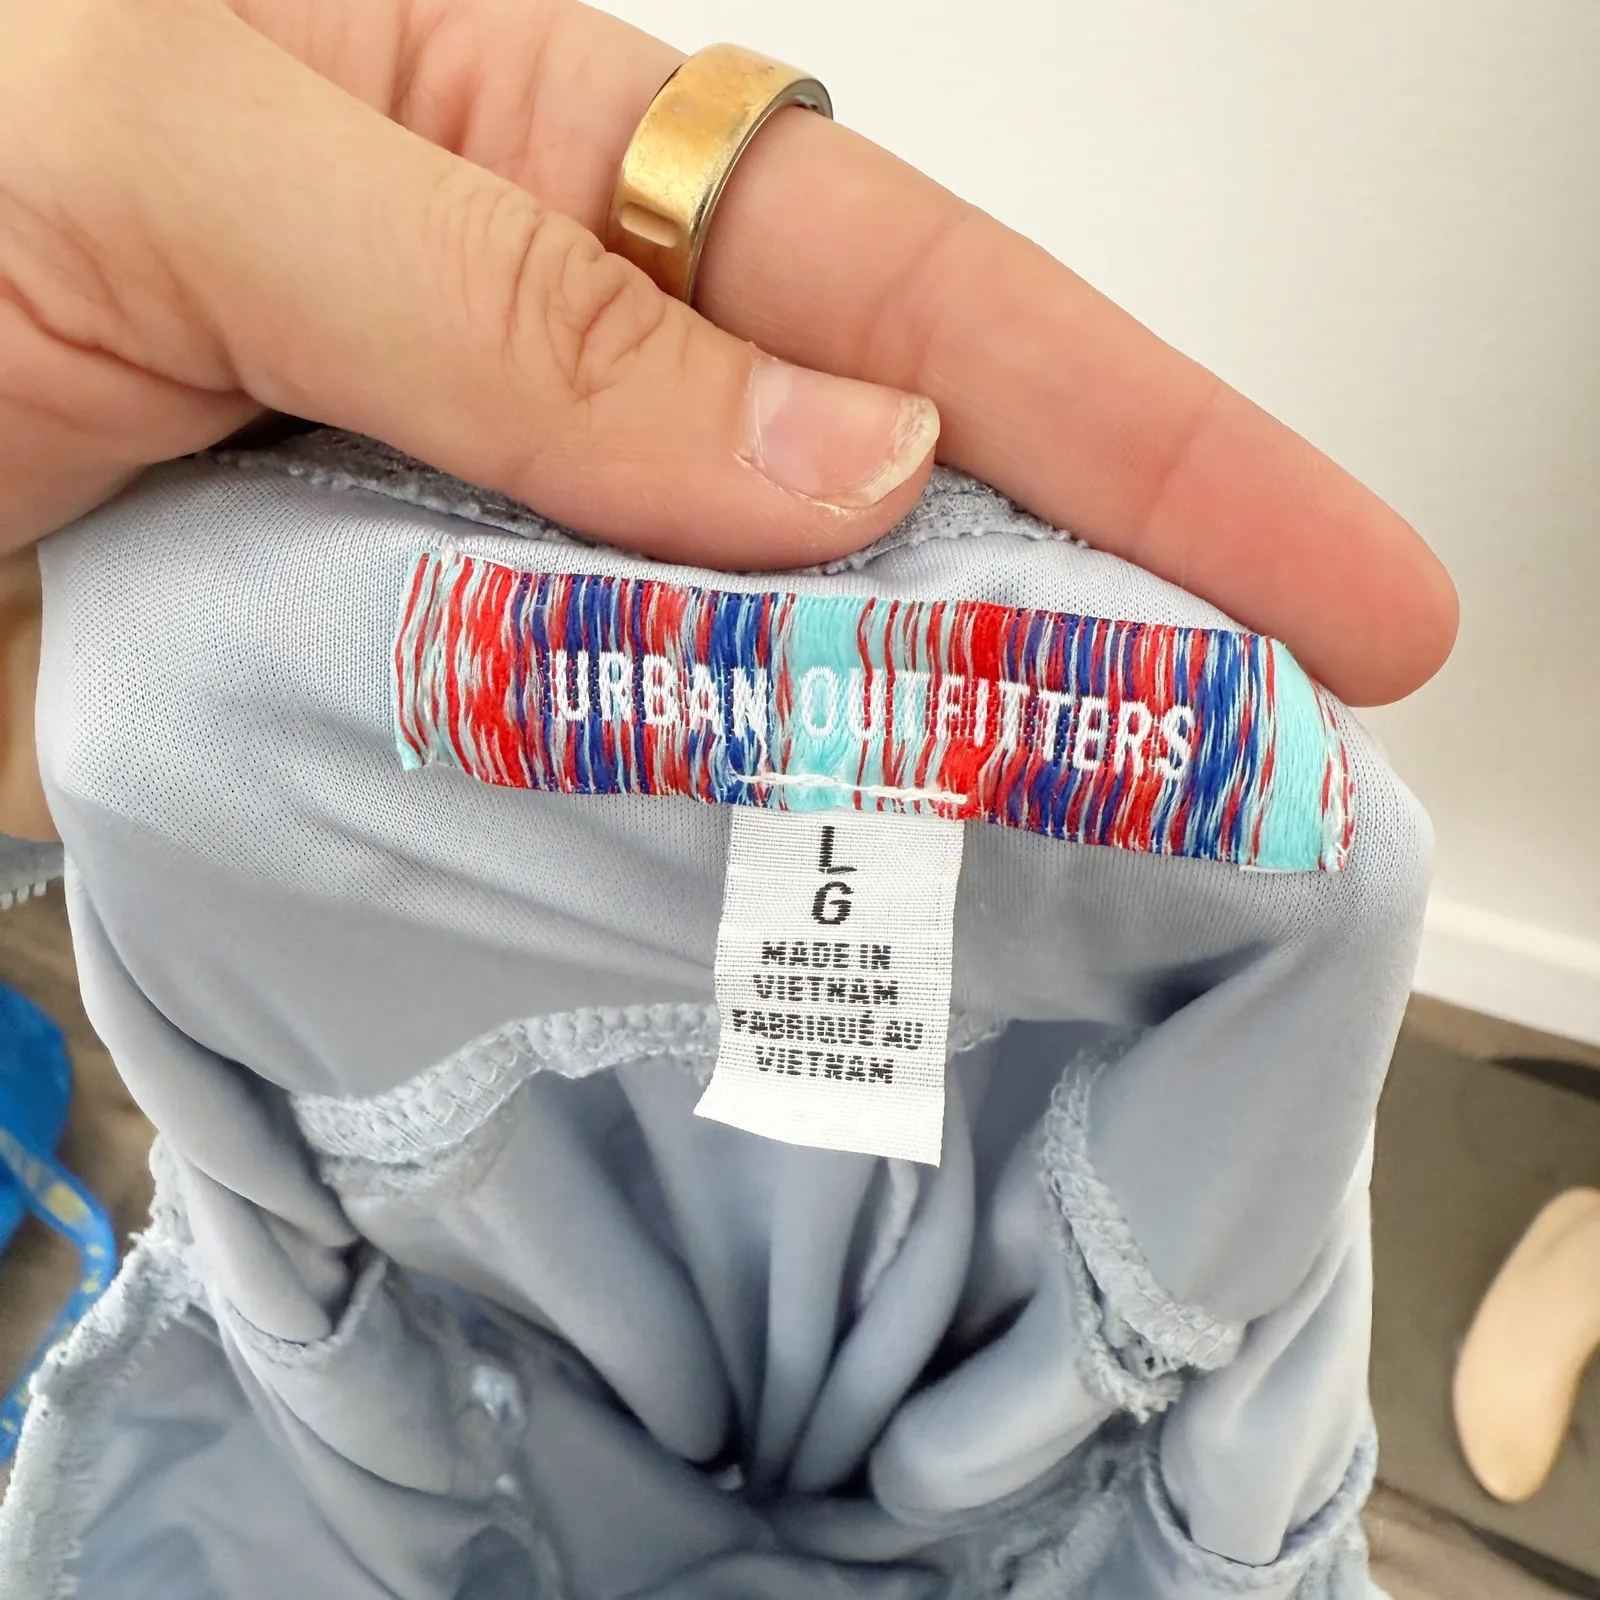 URBAN OUTFITTERS
L
G
MADE IN
VIETNAM
FABRIQUÉ AU
VIETNAM